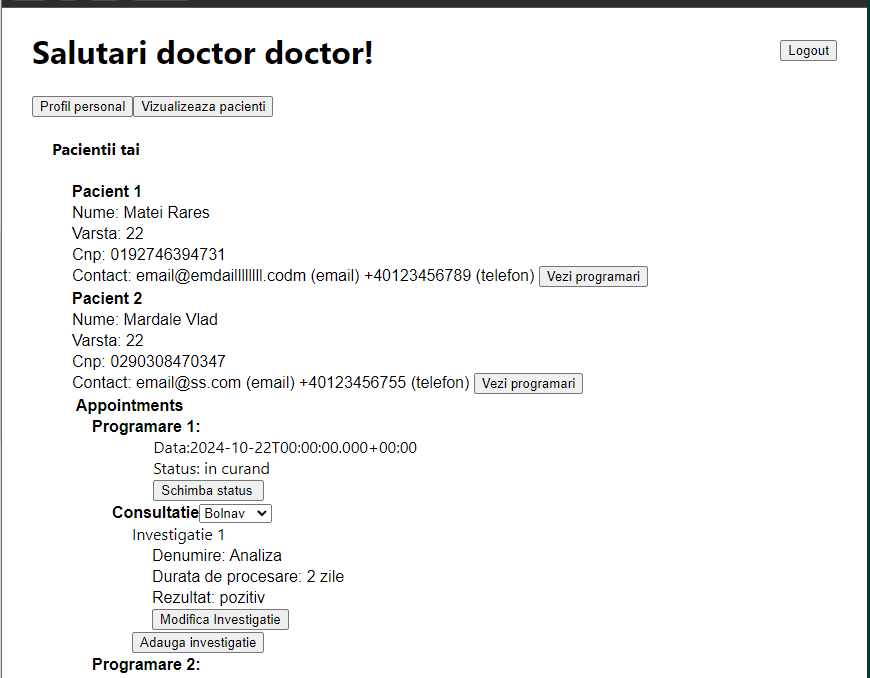 Salutari doctor doctor!
Logout
Profil personal Vizualizeaza pacienti
Pacientii tai
Pacient 1
Nume: Matei Rares
Varsta: 22
Cnp: 0192746394731
Contact: email@emdaillllllll.codm (email) +40123456789 (telefon) Vezi programari
Pacient 2
Nume: Mardale Vlad
Varsta: 22
Cnp: 0290308470347
Contact: email@ss.com (email) +40123456755 (telefon) Vezi programari
Appointments
Programare 1:
Data:2024-10-22T00:00:00.000+00:00
Status: in curand
Schimba status
Consultatie Bolnav
Investigatie 1
Denumire: Analiza
Durata de procesare: 2 zile
Rezultat: pozitiv
Modifica Investigatie
Adauga investigatie
Programare 2: